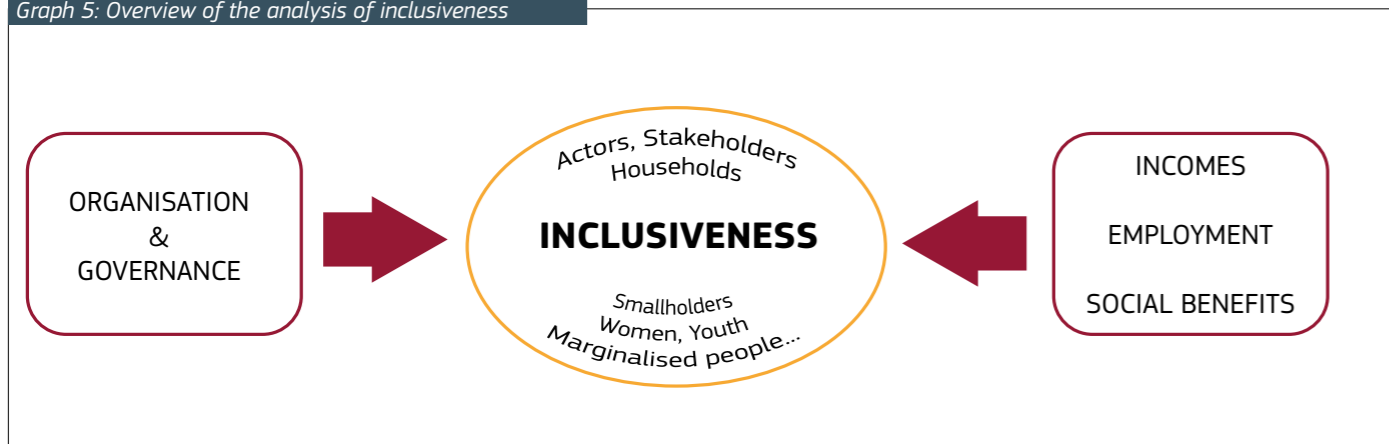 Graph 5: Overview of the analysis of inclusiveness
ORGANISATION
&
GOVERNANCE
Actors, Stakeholders
Households
INCLUSIVENESS
Smallholders
Women, Youth
Marginalised people...
INCOMES
EMPLOYMENT
SOCIAL BENEFITS